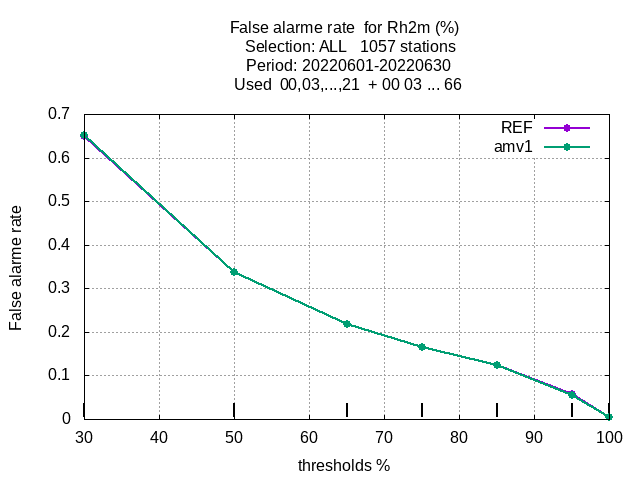 False alarme rate  for Rh2m (%)
Selection: ALL   1057 stations
Period: 20220601-20220630
Used  00,03,...,21  + 00 03 ... 66
REF
amv1
0.7
0.6
0.5
0.4
0.3
0.2
0.1
0
False alarme rate
30 40 50 60 70 80 90 100
thresholds %